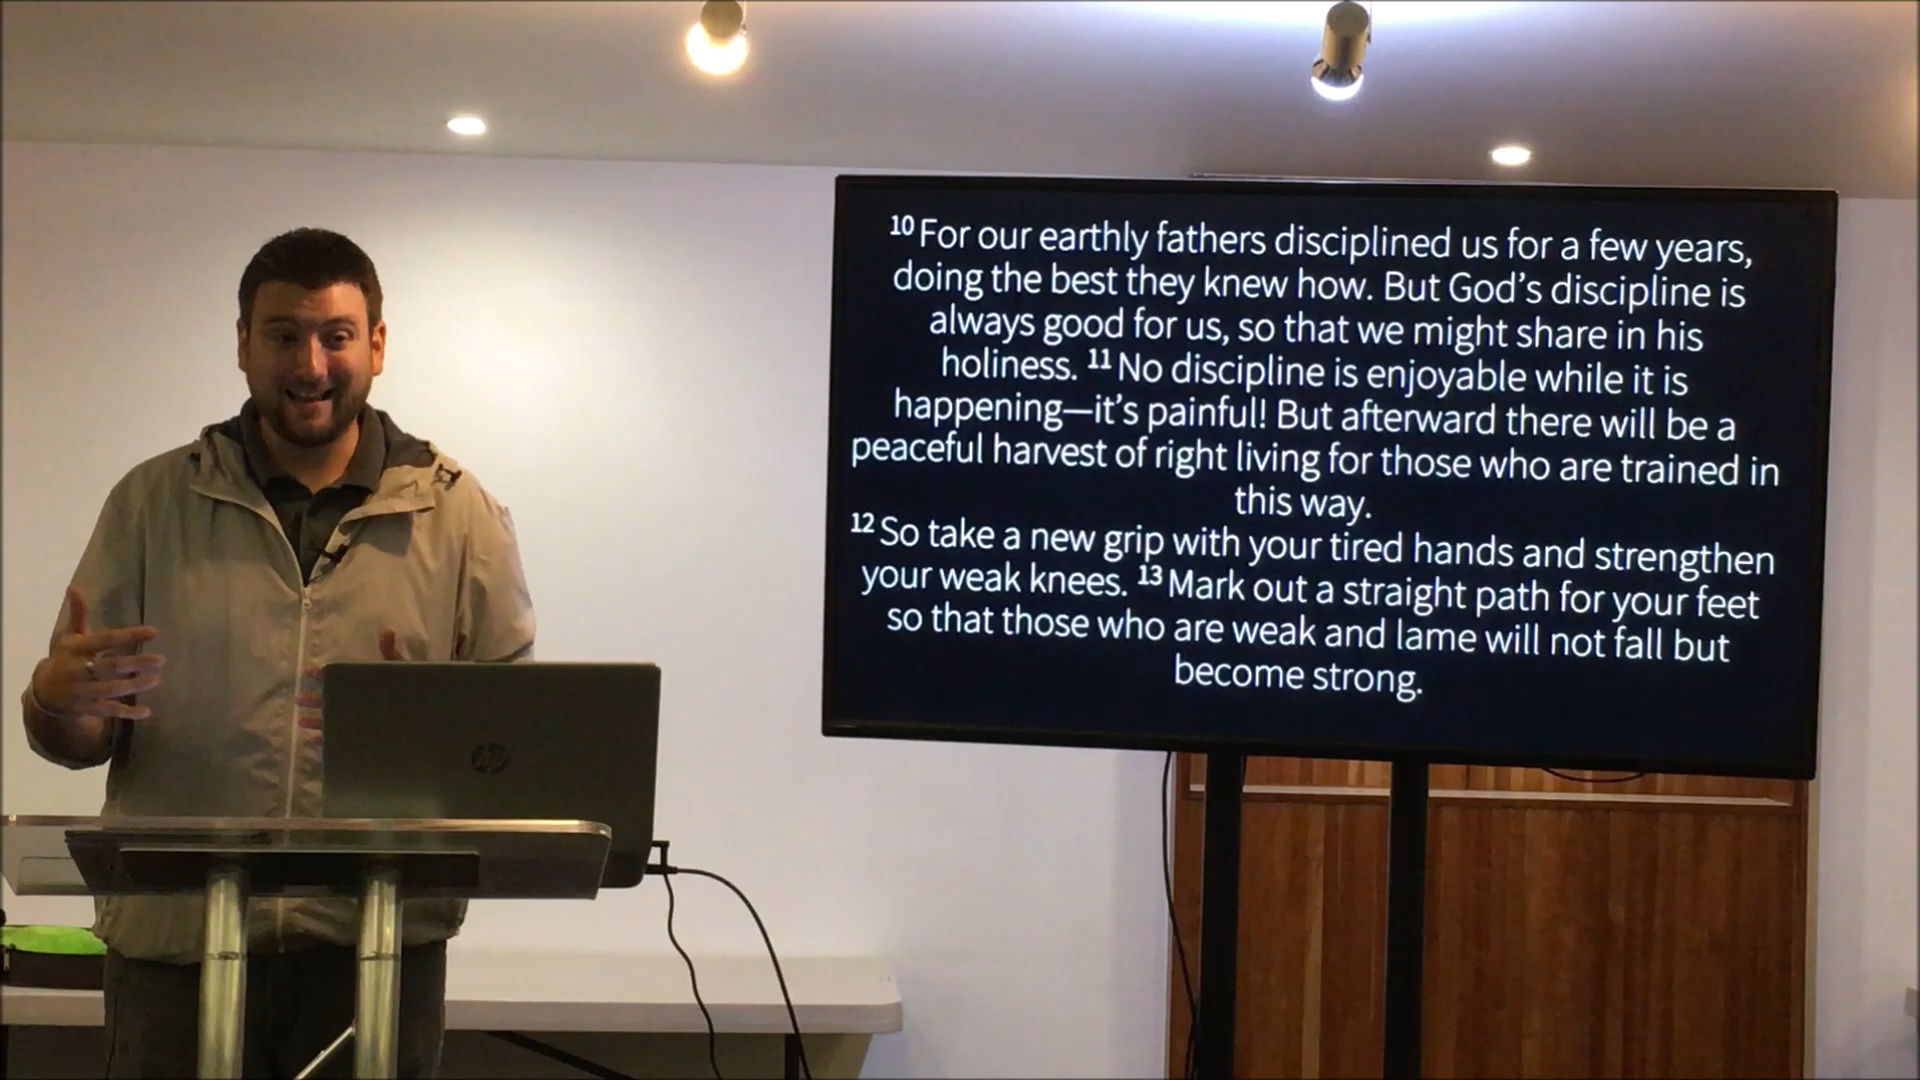 10 For our earthly fathers disciplined us for a few years,
doing the best they knew how. But God’s discipline is
always good for us, so that we might share in his
holiness. 11 No discipline is enjoyable while it is
happening—it’s painful! But afterward there will be a
peaceful harvest of right living for those who are trained in
this way.
12 So take a new grip with your tired hands and strengthen
your weak knees. 13 Mark out a straight path for your feet
so that those who are weak and lame will not fall but
become strong.
hp